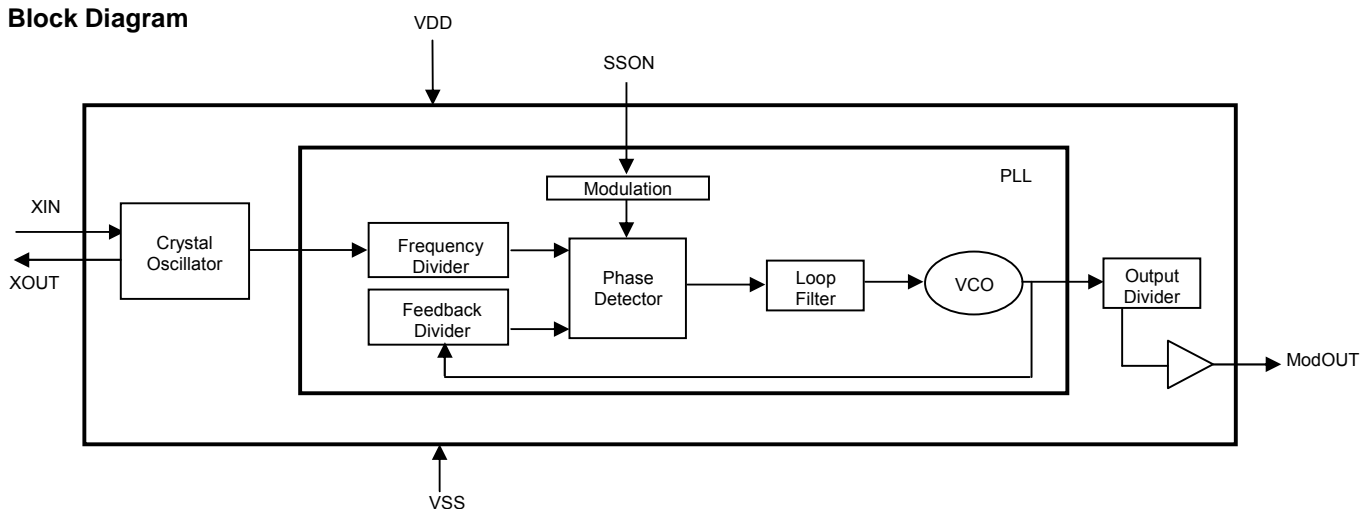 Block Diagram
VDD
SSON
PLL
Modulation
XIN
Crystal
Oscillator
XOUT
Frequency
Divider
Feedback
Divider
Phase
Detector
Loop
Filter
VCO
Output
Divider
ModOUT
VSS